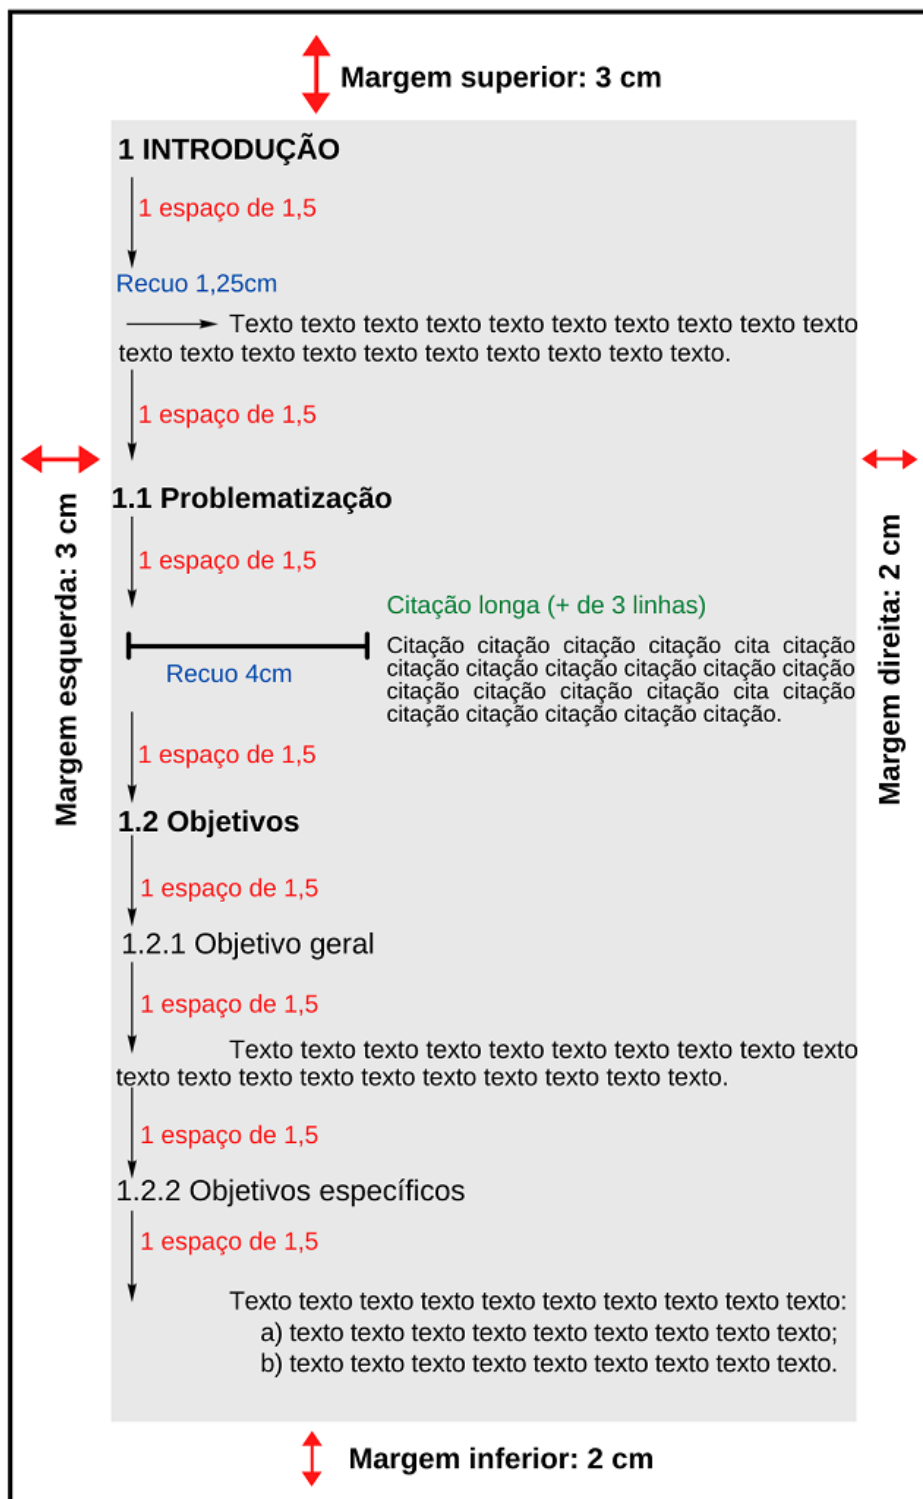 Margem superior: 3 cm
1 INTRODUÇÃO
1 espaço de 1,5
Recuo 1,25cm
Texto texto texto texto texto texto texto texto texto texto
texto texto texto texto texto texto texto texto texto texto.
1 espaço de 1,5
Margem esquerda: 3 cm
Margem direita: 2 cm
1.1 Problematização
1 espaço de 1,5
Citação longa (+ de 3 linhas)
Recuo 4cm
Citação citação citação citação cita citação
citação citação citação citação citação citação
citação citação citação citação cita citação
citação citação citação citação citação.
1 espaço de 1,5
1.2 Objetivos
1 espaço de 1,5
1.2.1 Objetivo geral
1 espaço de 1,5
Texto texto texto texto texto texto texto texto texto texto
texto texto texto texto texto texto texto texto texto texto.
1 espaço de 1,5
1.2.2 Objetivos específicos
1 espaço de 1,5
Texto texto texto texto texto texto texto texto texto texto:
a) texto texto texto texto texto texto texto texto texto;
b) texto texto texto texto texto texto texto texto texto.
Margem inferior: 2 cm